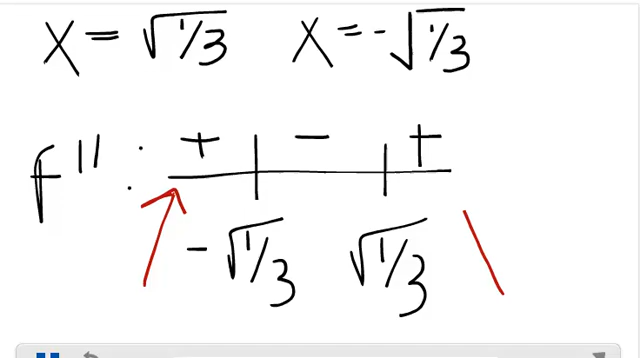 x = √1/3 x = -√1/3
f'' : + | - | +
-√1/3 √1/3